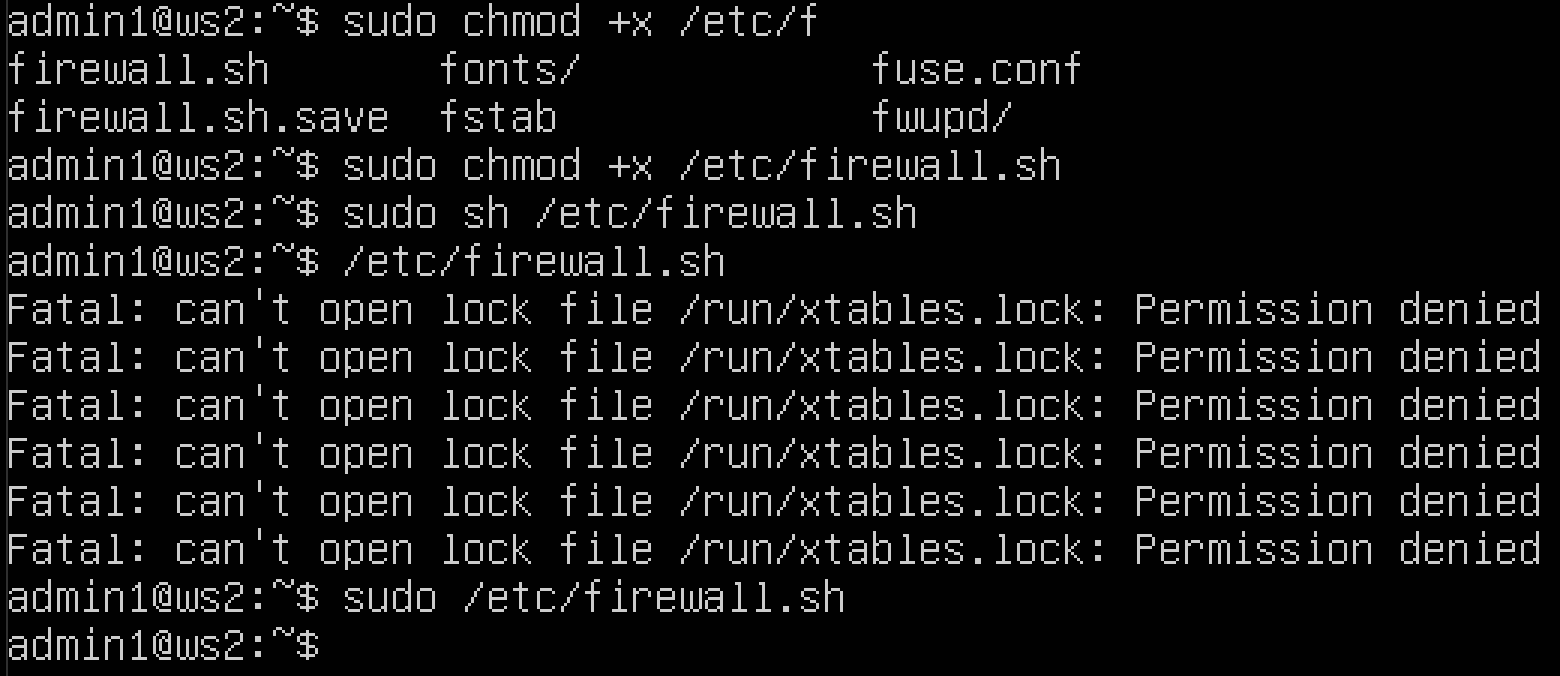 admin1@ws2:~$ sudo chmod +x /etc/f
firewall.sh       fonts/            fuse.conf
firewall.sh.save  fstab             fwupd/
admin1@ws2:~$ sudo chmod +x /etc/firewall.sh
admin1@ws2:~$ sudo sh /etc/firewall.sh
admin1@ws2:~$ /etc/firewall.sh
Fatal: can't open lock file /run/xtables.lock: Permission denied
Fatal: can't open lock file /run/xtables.lock: Permission denied
Fatal: can't open lock file /run/xtables.lock: Permission denied
Fatal: can't open lock file /run/xtables.lock: Permission denied
Fatal: can't open lock file /run/xtables.lock: Permission denied
Fatal: can't open lock file /run/xtables.lock: Permission denied
admin1@ws2:~$ sudo /etc/firewall.sh
admin1@ws2:~$